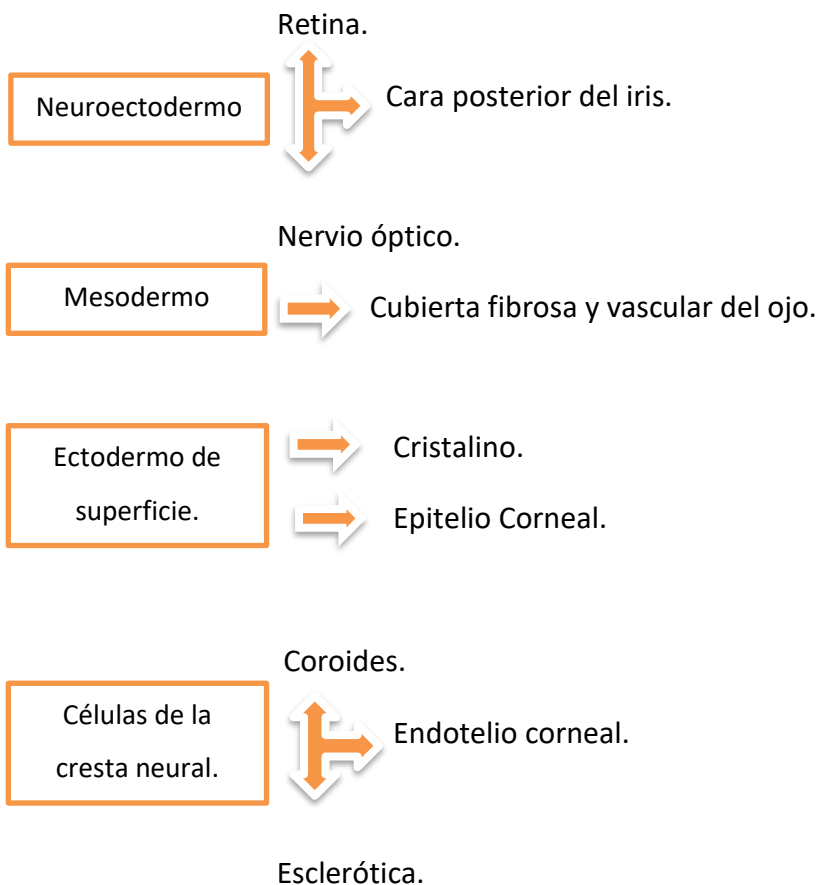 Retina.
Neuroectodermo
Cara posterior del iris.
Nervio óptico.
Mesodermo
Cubierta fibrosa y vascular del ojo.
Ectodermo de
superficie.
Cristalino.
Epitelio Corneal.
Coroides.
Células de la
cresta neural.
Endotelio corneal.
Esclerótica.